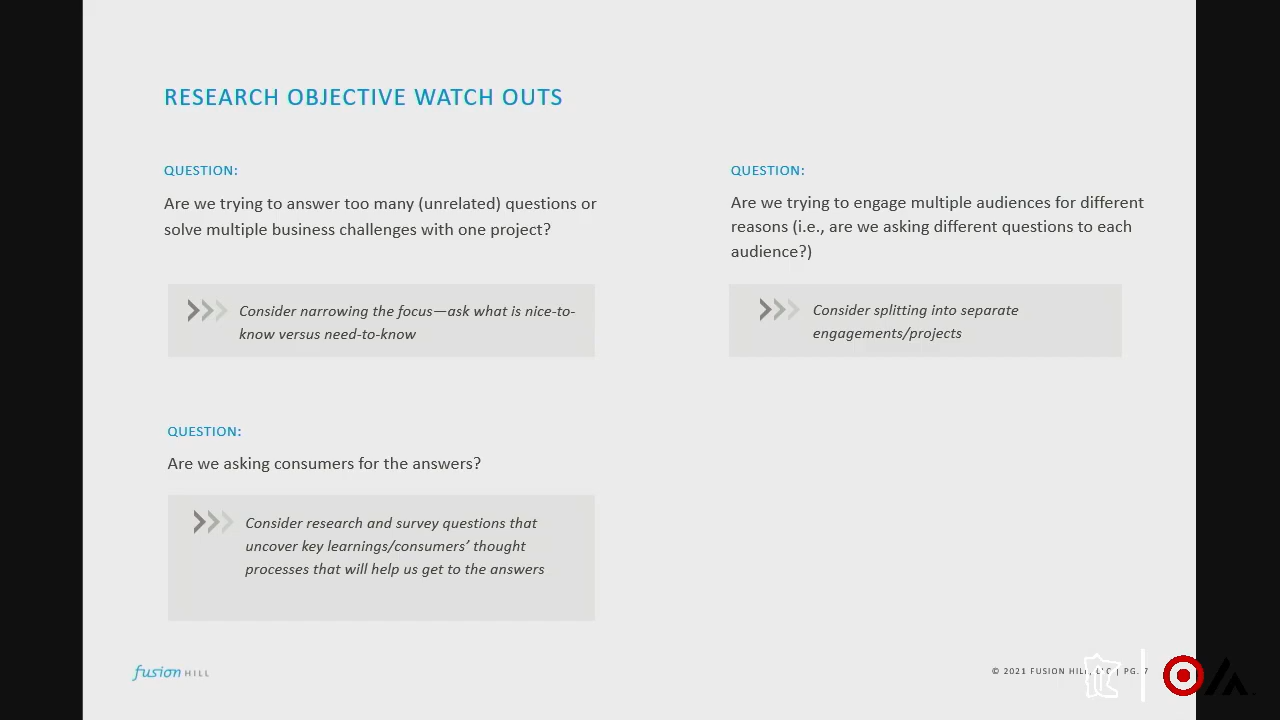 RESEARCH OBJECTIVE WATCH OUTS
QUESTION:
Are we trying to answer too many (unrelated) questions or
solve multiple business challenges with one project?
Consider narrowing the focus—ask what is nice-to-
know versus need-to-know
QUESTION:
Are we trying to engage multiple audiences for different
reasons (i.e., are we asking different questions to each
audience?)
Consider splitting into separate
engagements/projects
QUESTION:
Are we asking consumers for the answers?
Consider research and survey questions that
uncover key learnings/consumers’ thought
processes that will help us get to the answers
fusion HILL
© 2021 FUSION HILL, LLC | PG. 7